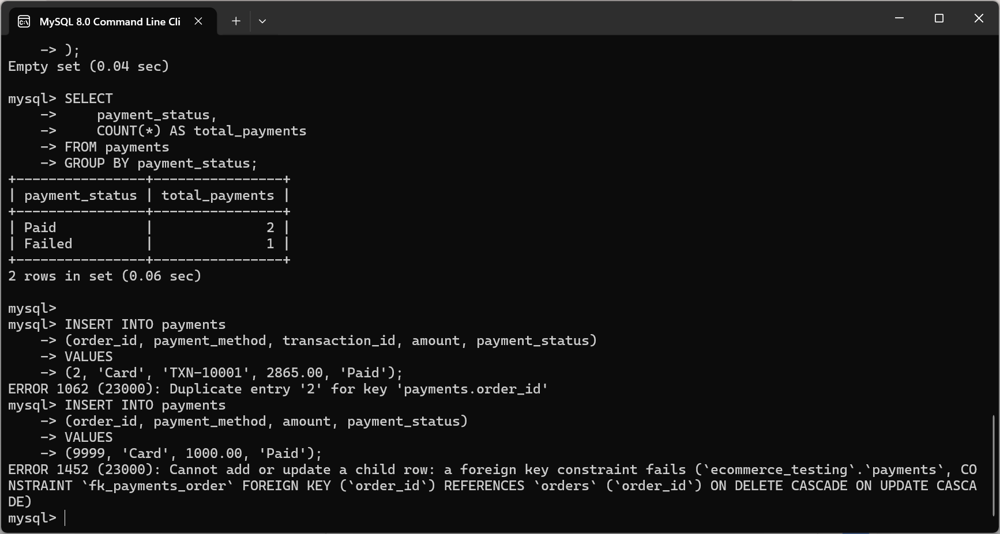 MySQL 8.0 Command Line Cli
    -> );
Empty set (0.04 sec)

mysql> SELECT
    ->     payment_status,
    ->     COUNT(*) AS total_payments
    -> FROM payments
    -> GROUP BY payment_status;
+----------------+----------------+
| payment_status | total_payments |
+----------------+----------------+
| Paid           |              2 |
| Failed         |              1 |
+----------------+----------------+
2 rows in set (0.06 sec)

mysql>
mysql> INSERT INTO payments
    -> (order_id, payment_method, transaction_id, amount, payment_status)
    -> VALUES
    -> (2, 'Card', 'TXN-10001', 2865.00, 'Paid');
ERROR 1062 (23000): Duplicate entry '2' for key 'payments.order_id'
mysql> INSERT INTO payments
    -> (order_id, payment_method, amount, payment_status)
    -> VALUES
    -> (9999, 'Card', 1000.00, 'Paid');
ERROR 1452 (23000): Cannot add or update a child row: a foreign key constraint fails (`ecommerce_testing`.`payments`, CO
NSTRAINT `fk_payments_order` FOREIGN KEY (`order_id`) REFERENCES `orders` (`order_id`) ON DELETE CASCADE ON UPDATE CASCA
DE)
mysql>